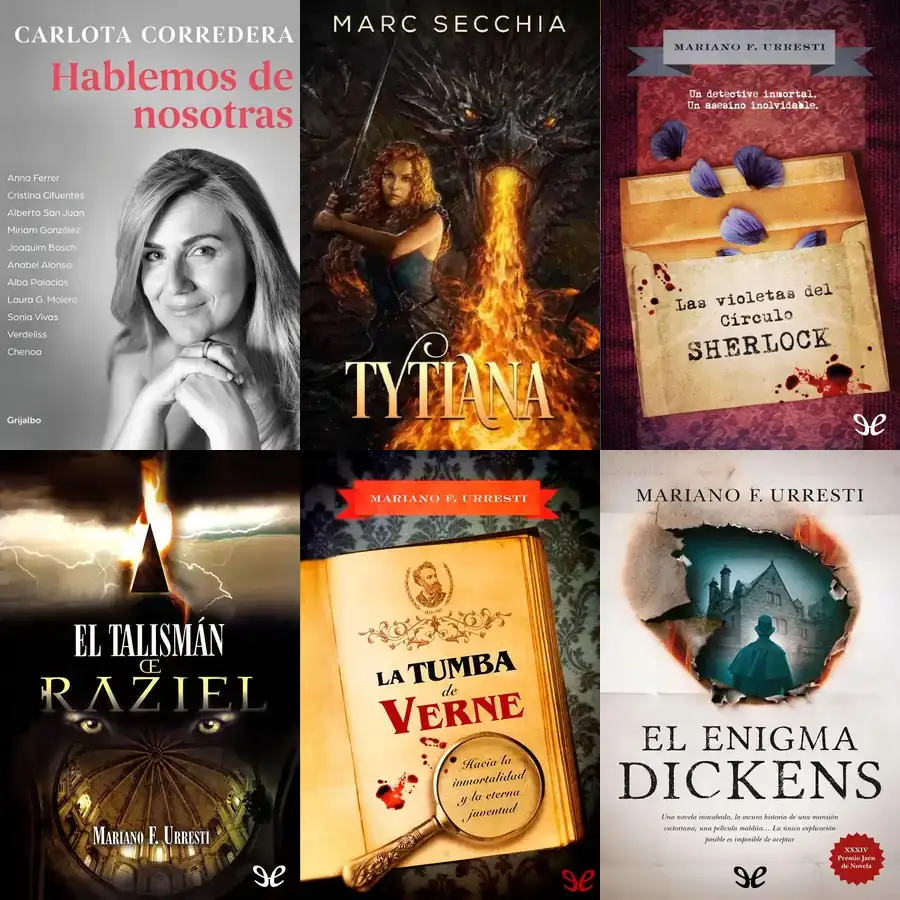 CARLOTA CORREDERA
Hablemos de
nosotras
Anna Ferrer
Cristina Cifuentes
Alberto San Juan
Miriam González
Joaquim Bosch
Anabel Alonso
Alba Palacios
Laura G. Molero
Sonia Vivas
Verdeliss
Chenoa
Grijalbo
MARC SECCHIA
TYTIANA
MARIANO F. URRESTI
Un detective inmortal.
Un asesino inolvidable.
Las violetas del
Círculo
SHERLOCK
EL TALISMÁN
DE
RAZIEL
MARIANO F. URRESTI
MARIANO F. URRESTI
LA TUMBA
de
VERNE
Hacia la
inmortalidad
y la eterna
juventud
MARIANO F. URRESTI
EL ENIGMA
DICKENS
Una novela macabra, la oscura historia de una mansión
victoriana, una película maldita... La única explicación
posible es imposible de aceptar
XXXIV
Premio Jaén
de Novela